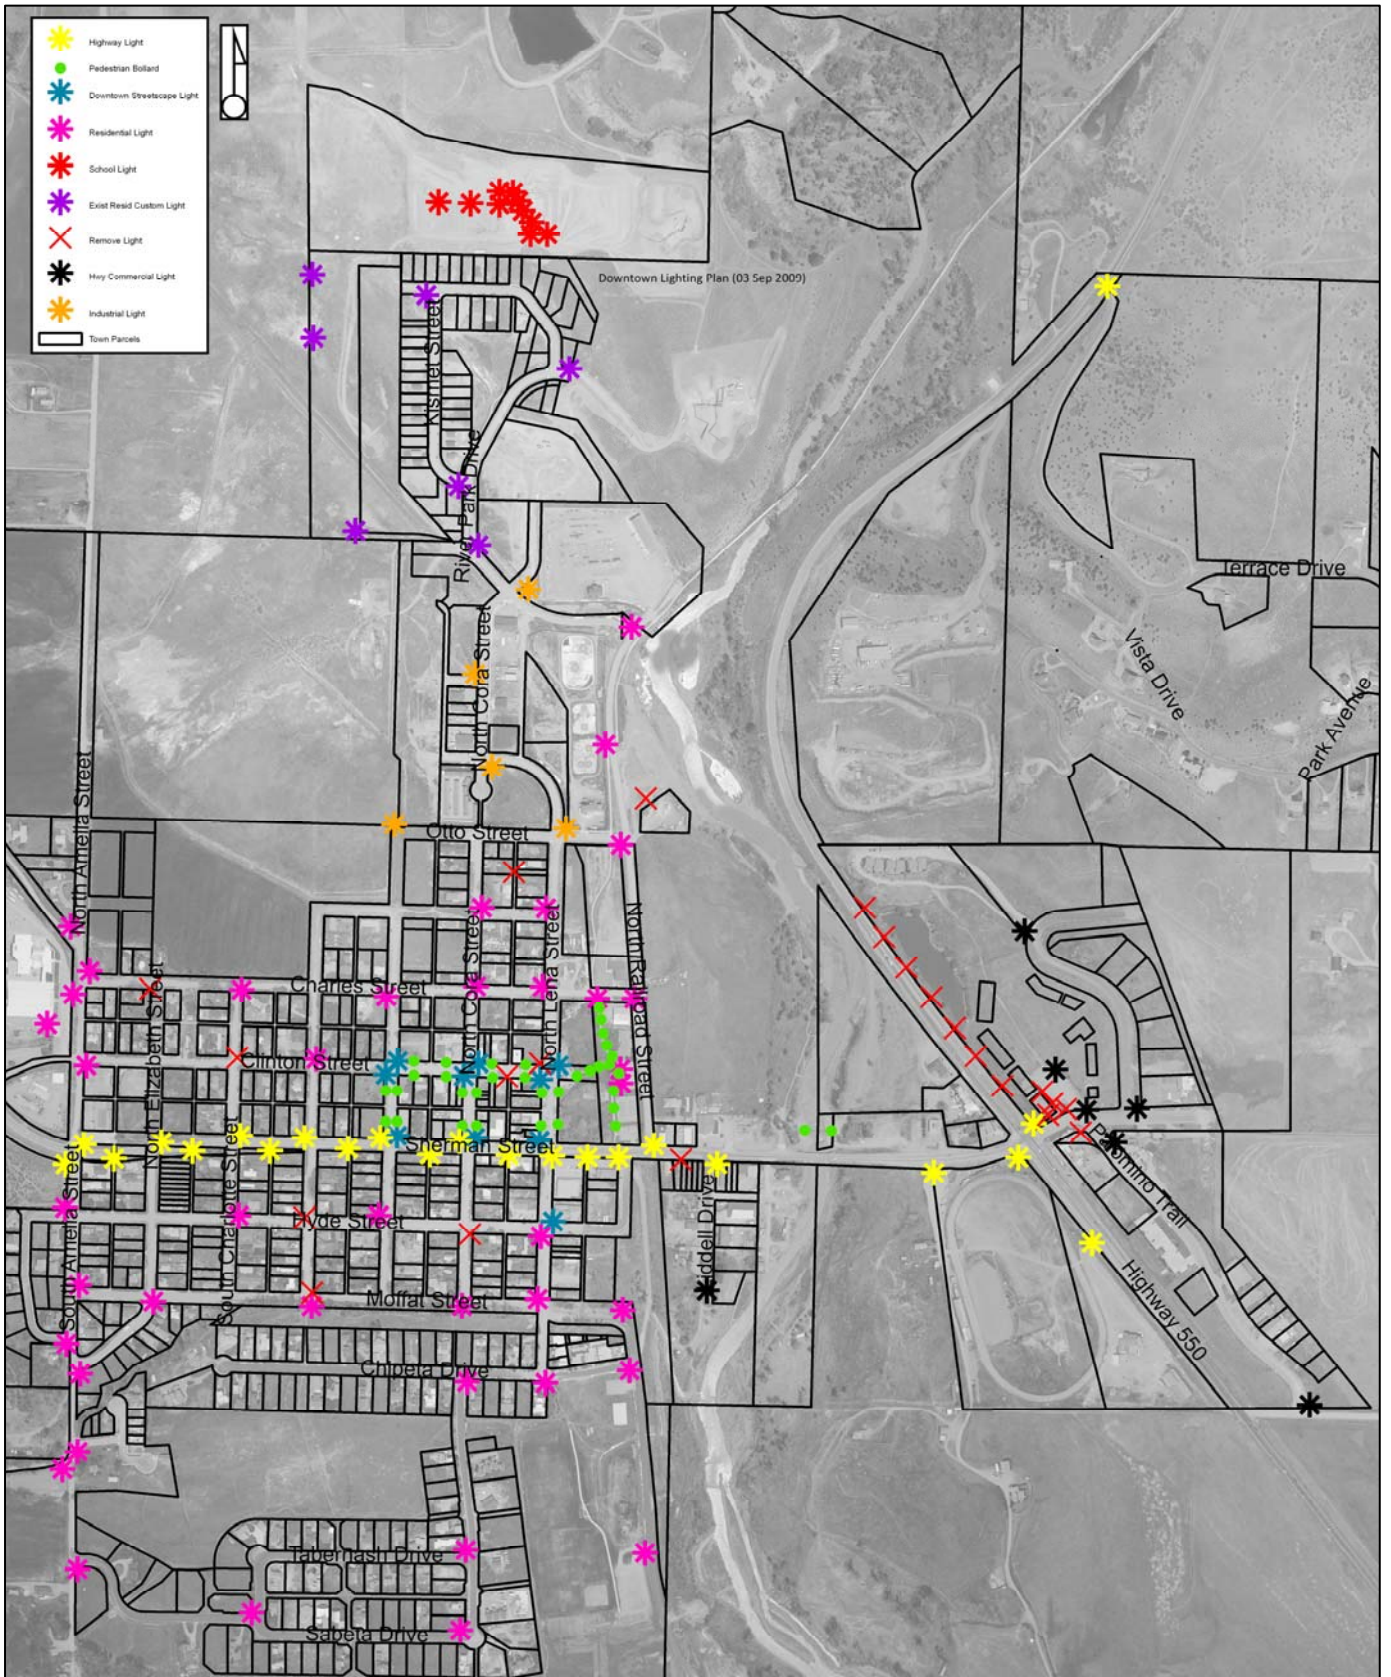 Highway Light
Pedestrian Bollard
Downtown Streetscape Light
Residential Light
School Light
Exist Resid Custom Light
Remove Light
Hwy Commercial Light
Industrial Light
Town Parcels
Downtown Lighting Plan (03 Sep 2009)
Kismet Street
River Park Drive
Terrace Drive
Vista Drive
Park Avenue
North Cora Street
North Amelia Street
Otto Street
North Cora Street
North Lena Street
North Railroad Street
Charles Street
North Elizabeth Street
Clinton Street
Sherman Street
South Amelia Street
South Charlotte Street
Hyde Street
Liddell Drive
Palomino Trail
Highway 550
Moffat Street
Chipeta Drive
Tabernash Drive
Sabeta Drive